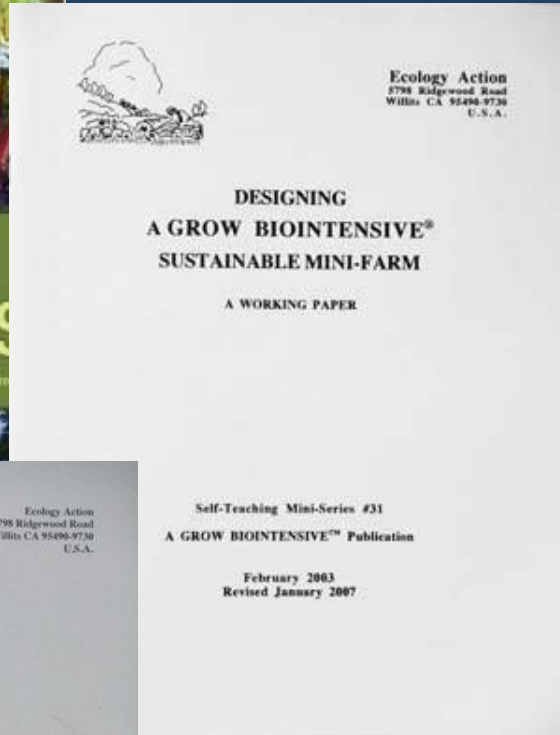 Ecology Action
5798 Ridgewood Road
Willits CA 95490-9730
U.S.A.
DESIGNING
A GROW BIOINTENSIVE®
SUSTAINABLE MINI-FARM
A WORKING PAPER
Self-Teaching Mini-Series #31
A GROW BIOINTENSIVE™ Publication
February 2003
Revised January 2007
Ecology Action
798 Ridgewood Road
illits CA 95490-9730
U.S.A.